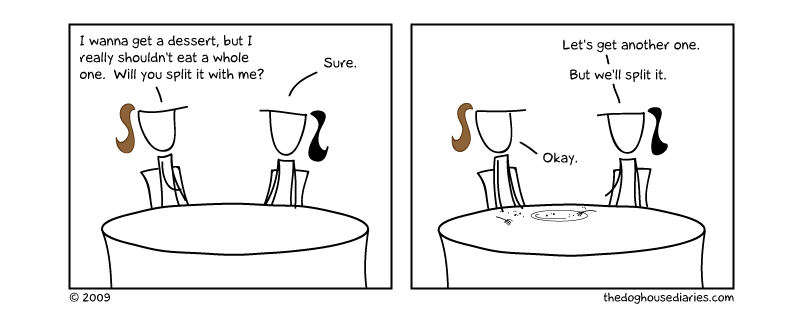 I wanna get a dessert, but I
really shouldn't eat a whole
one. Will you split it with me?
Sure.
Let's get another one.
But we'll split it.
Okay.
© 2009
thedoghousediaries.com